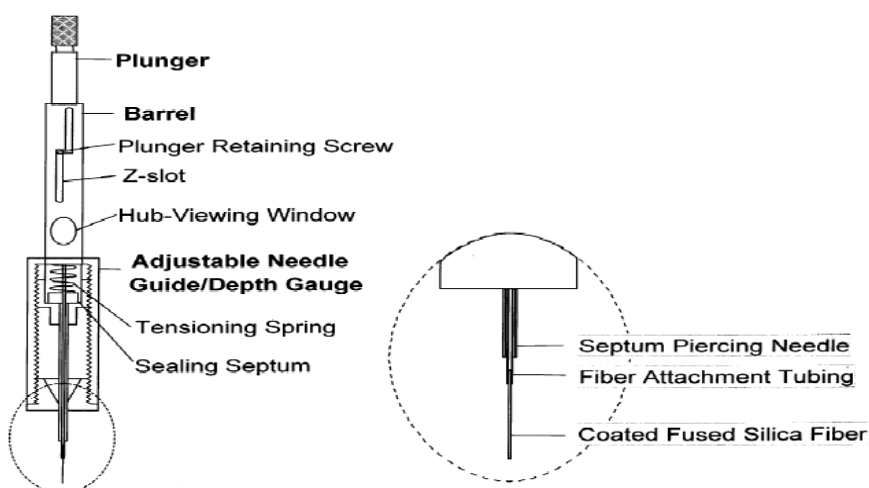 Plunger
Barrel
Plunger Retaining Screw
Z-slot
Hub-Viewing Window
Adjustable Needle
Guide/Depth Gauge
Tensioning Spring
Sealing Septum
Septum Piercing Needle
Fiber Attachment Tubing
Coated Fused Silica Fiber